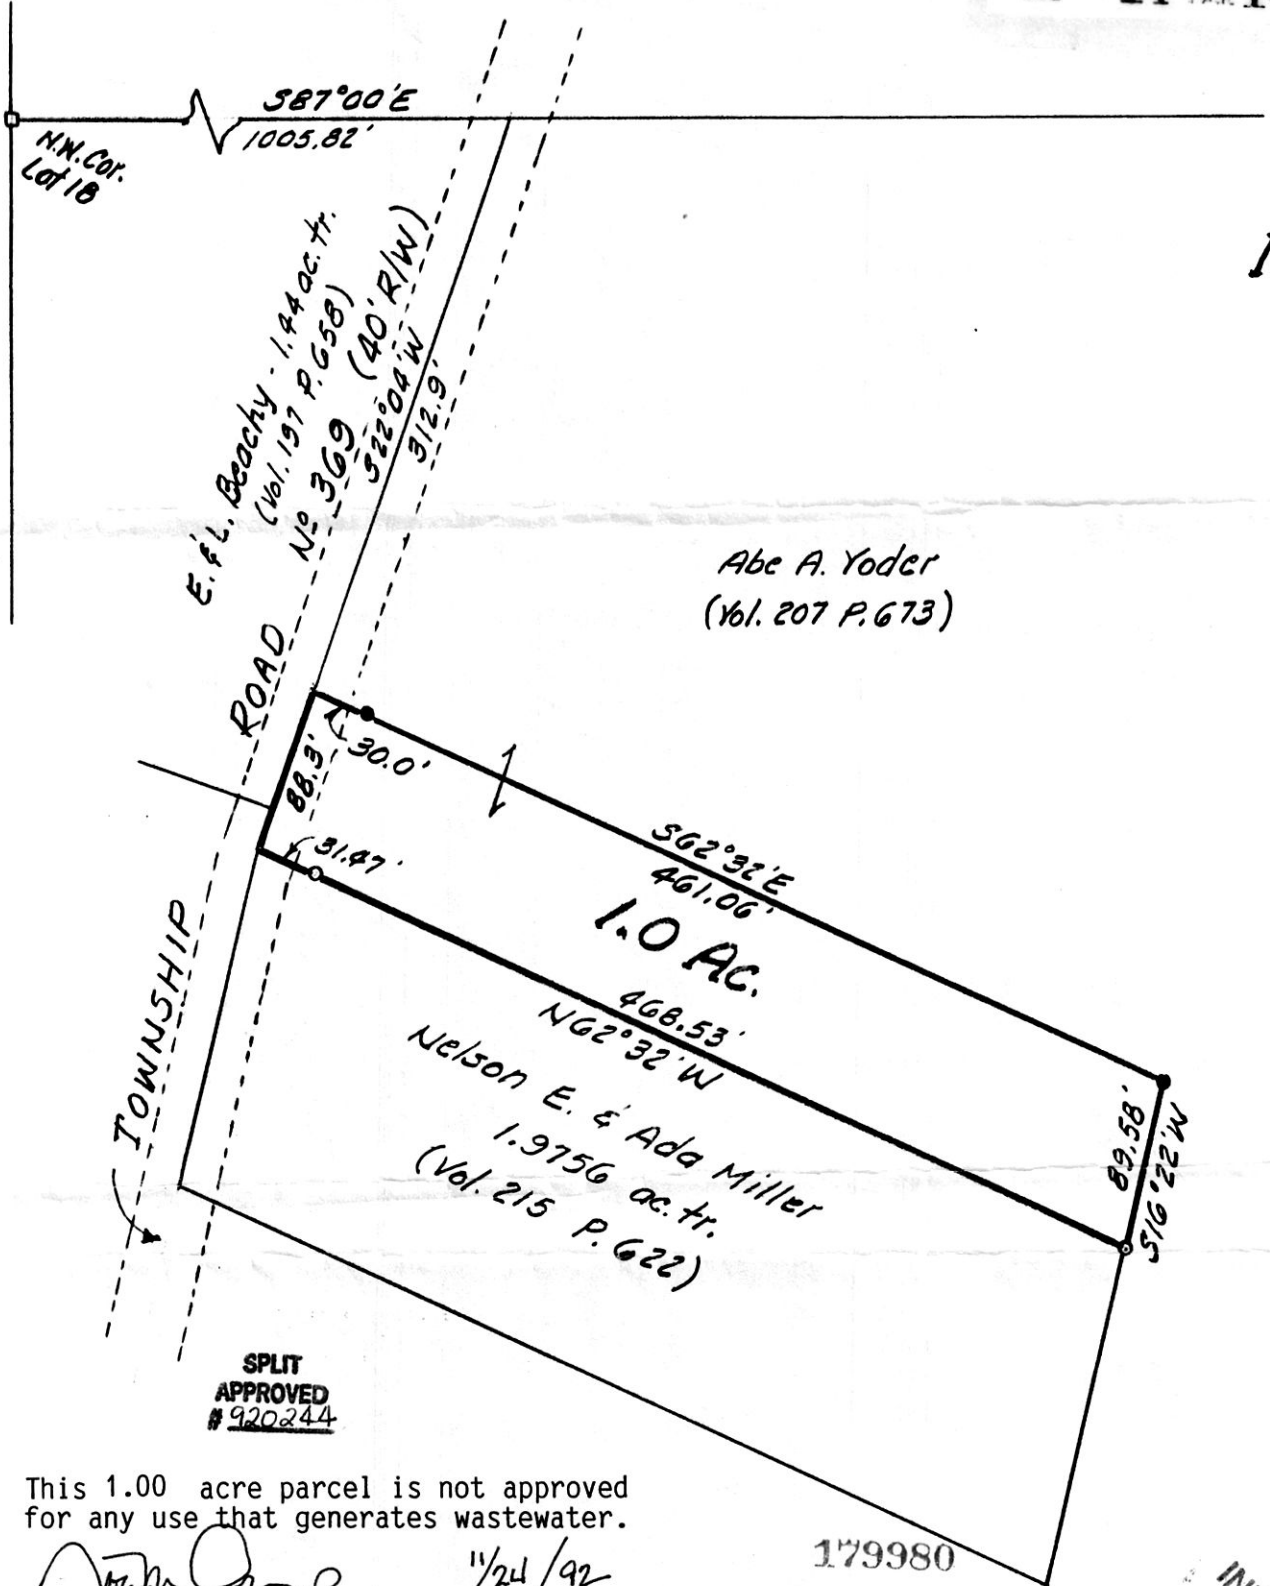 S87°00'E
1005.82'
N.W. Cor.
Lot 18
E. & L. Beachy - 1.44 ac. tr.
(Vol. 197 P. 658)
TOWNSHIP ROAD Nº 369 (40' R/W)
S22°04'W
312.9'
Abe A. Yoder
(Vol. 207 P. 673)
30.0'
88.3'
31.47'
S62°32'E
461.06'
1.0 AC.
468.53'
N62°32'W
89.58'
S16°22'W
Nelson E. & Ada Miller
1.9756 ac. tr.
(Vol. 215 P. 622)
SPLIT
APPROVED
# 920244
This 1.00 acre parcel is not approved
for any use that generates wastewater.
11/24/92
179980